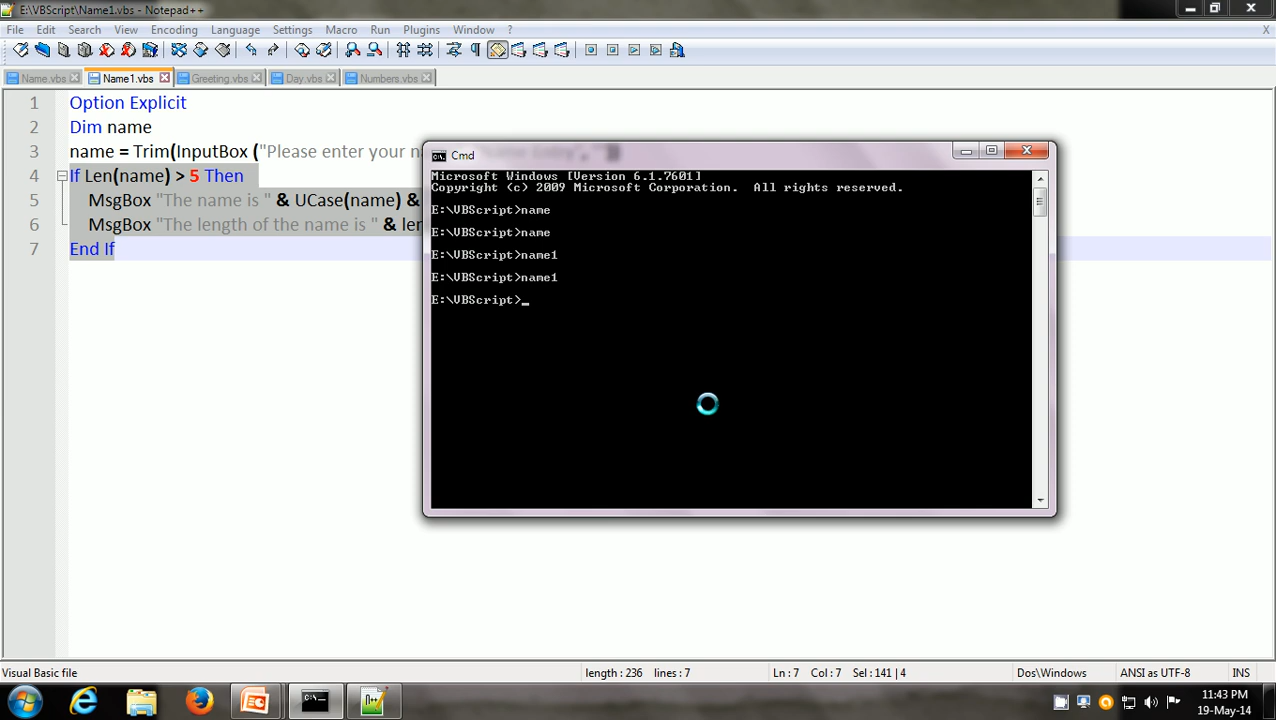 E:\VBScript\Name1.vbs - Notepad++
File Edit Search View Encoding Language Settings Macro Run Plugins Window ? X
Name.vbs Name1.vbs Greeting.vbs Day.vbs Numbers.vbs
1 Option Explicit
2 Dim name
3 name = Trim(InputBox ("Please enter your n
4 If Len(name) > 5 Then
5 MsgBox "The name is " & UCase(name) &
6 MsgBox "The length of the name is " & len
7 End If
Cmd
Microsoft Windows [Version 6.1.7601]
Copyright (c) 2009 Microsoft Corporation. All rights reserved.
E:\VBScript>name
E:\VBScript>name
E:\VBScript>name1
E:\VBScript>name1
E:\VBScript>_
Visual Basic file length : 236 lines : 7 Ln : 7 Col : 7 Sel : 141 | 4 Dos\Windows ANSI as UTF-8 INS
11:43 PM
19-May-14